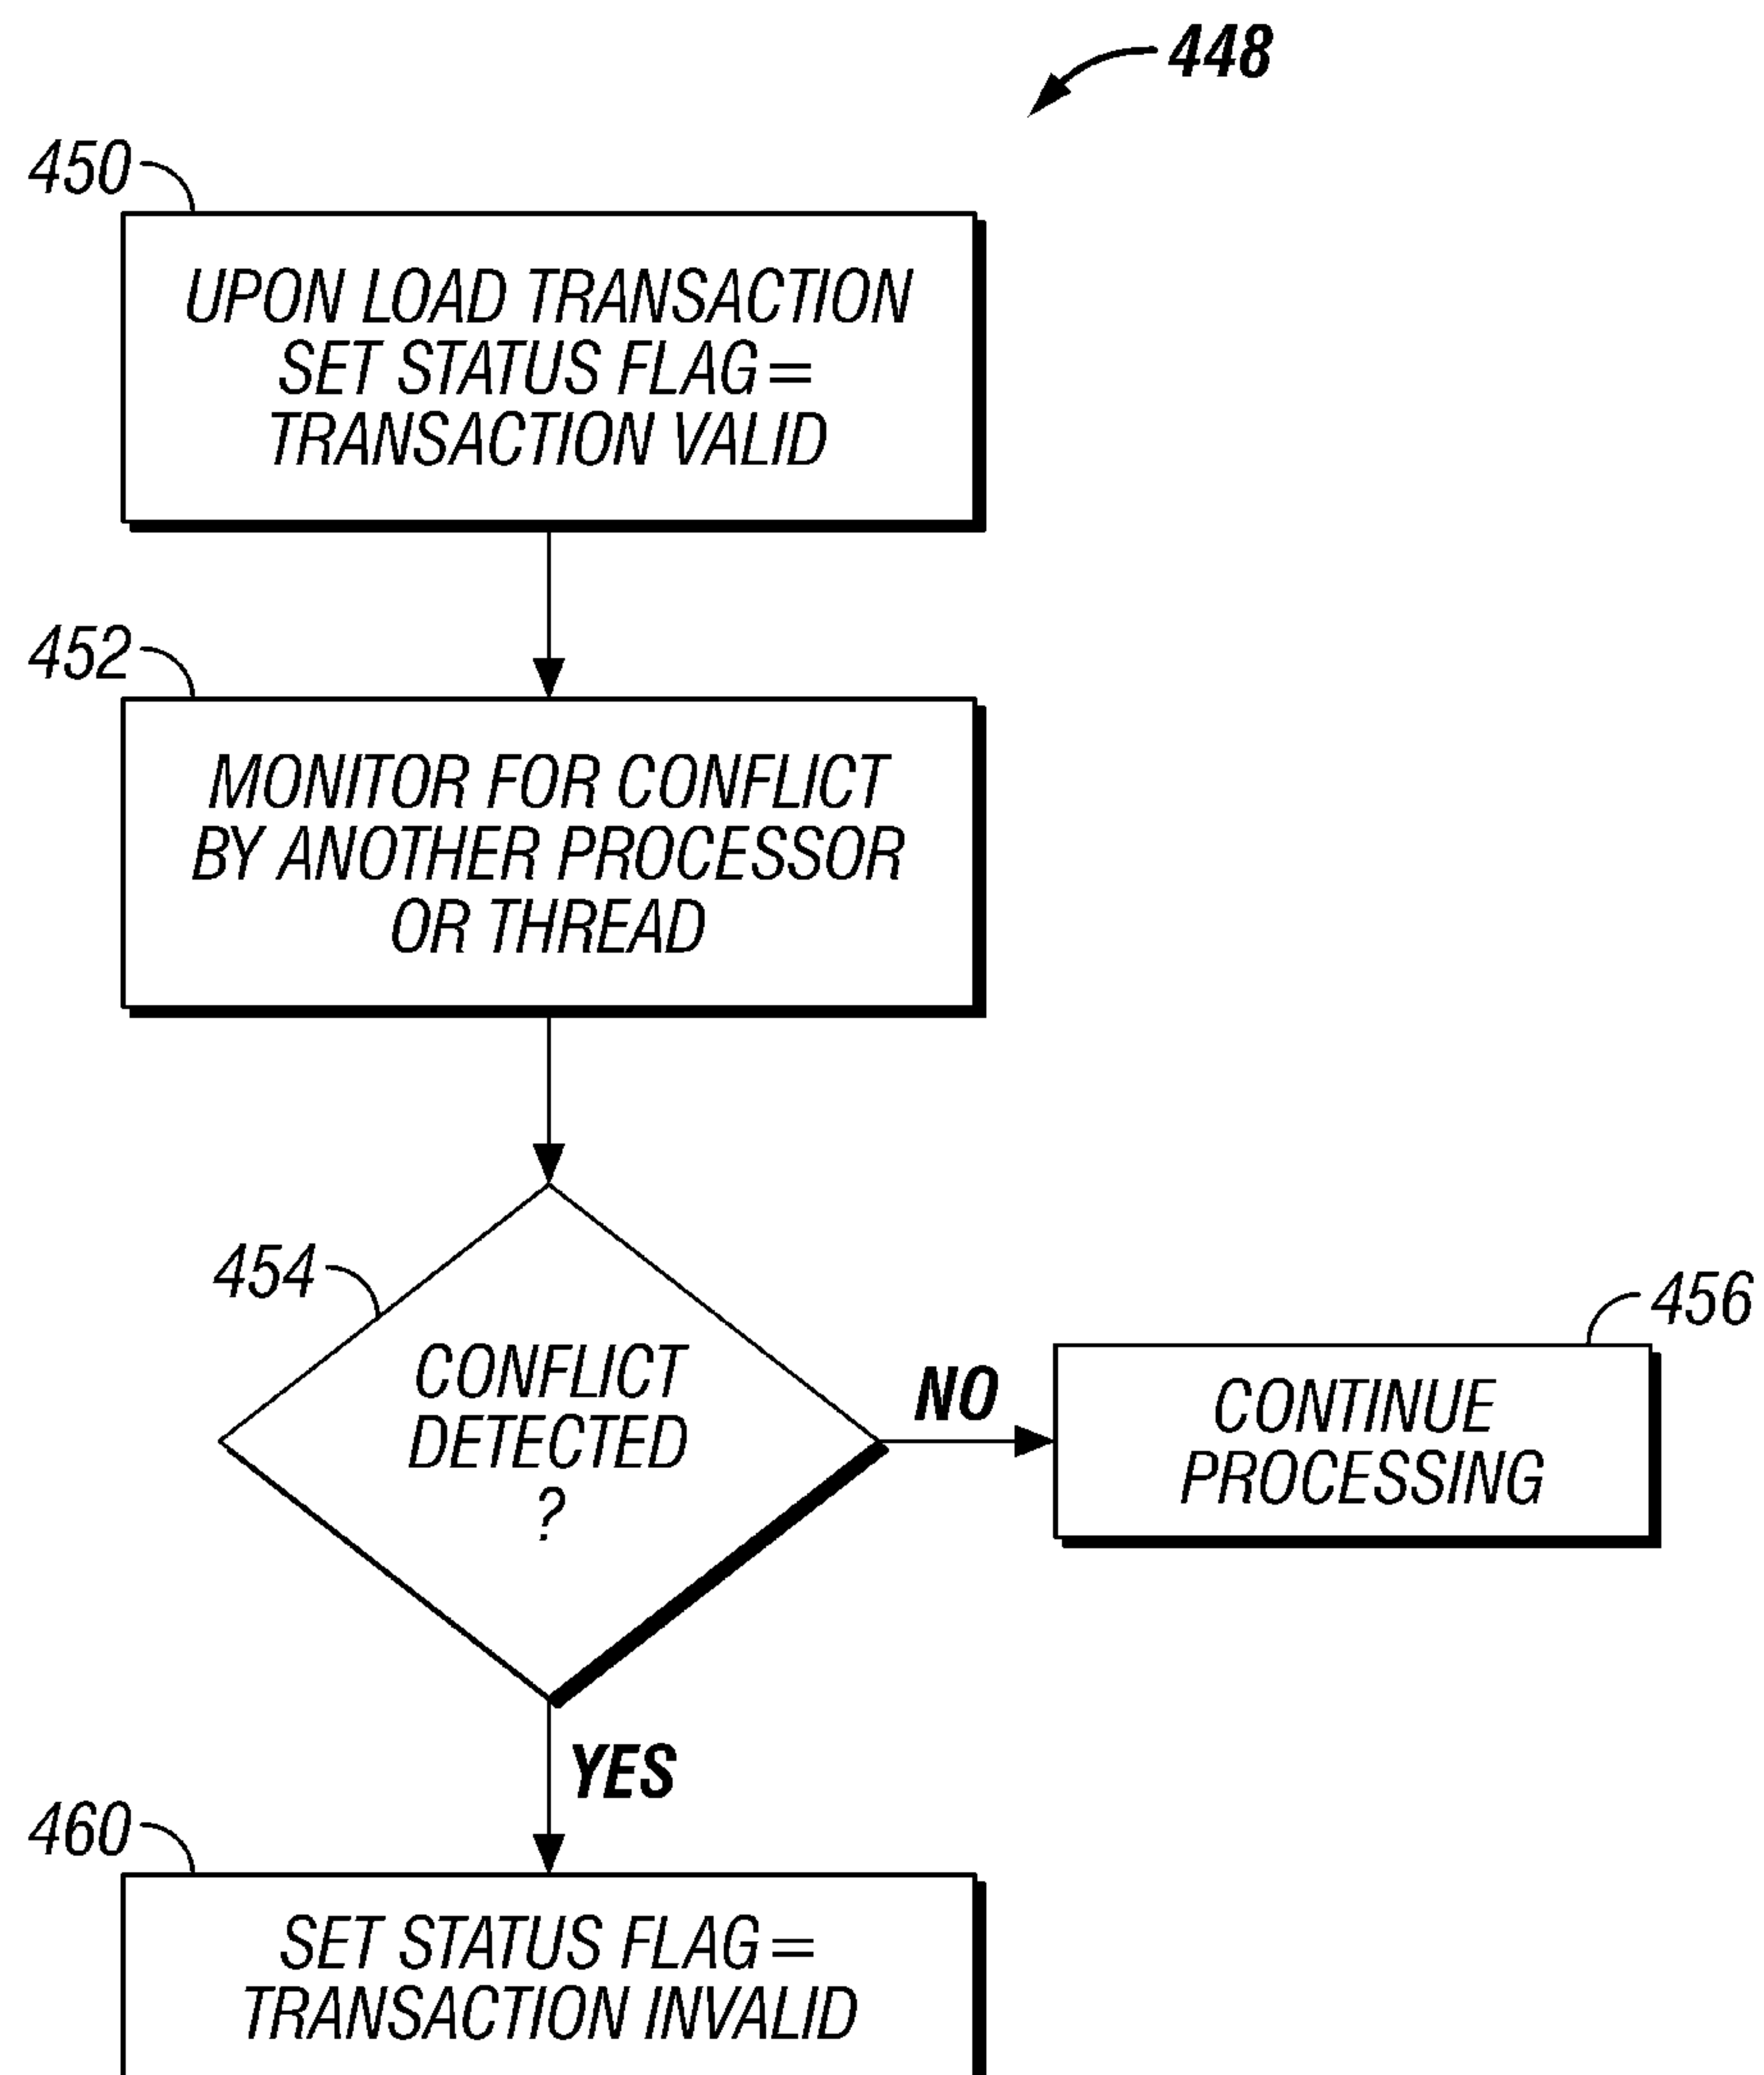 448
450
UPON LOAD TRANSACTION
SET STATUS FLAG=
TRANSACTION VALID
452
MONITOR FOR CONFLICT
BY ANOTHER PROCESSOR
OR THREAD
454
CONFLICT
DETECTED
?
NO
456
CONTINUE
PROCESSING
YES
460
SET STATUS FLAG=
TRANSACTION INVALID